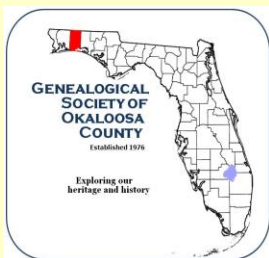 GENEALOGICAL
SOCIETY OF
OKALOOSA
COUNTY
Established 1976
Exploring our
heritage and history